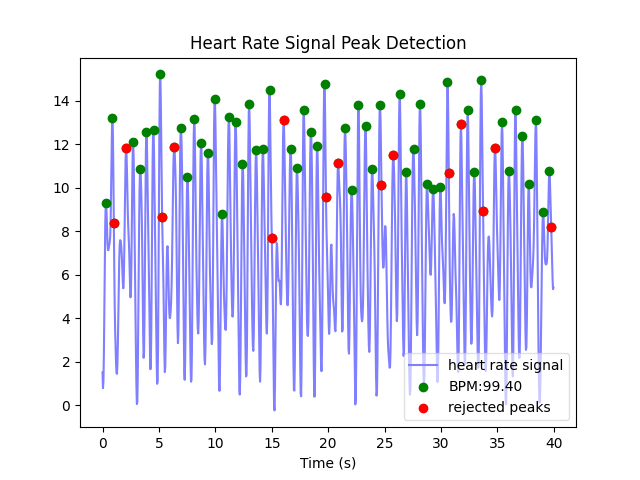 Heart Rate Signal Peak Detection
14
12
10
8
6
4
2
0
heart rate signal
BPM:99.40
rejected peaks
0 5 10 15 20 25 30 35 40
Time (s)